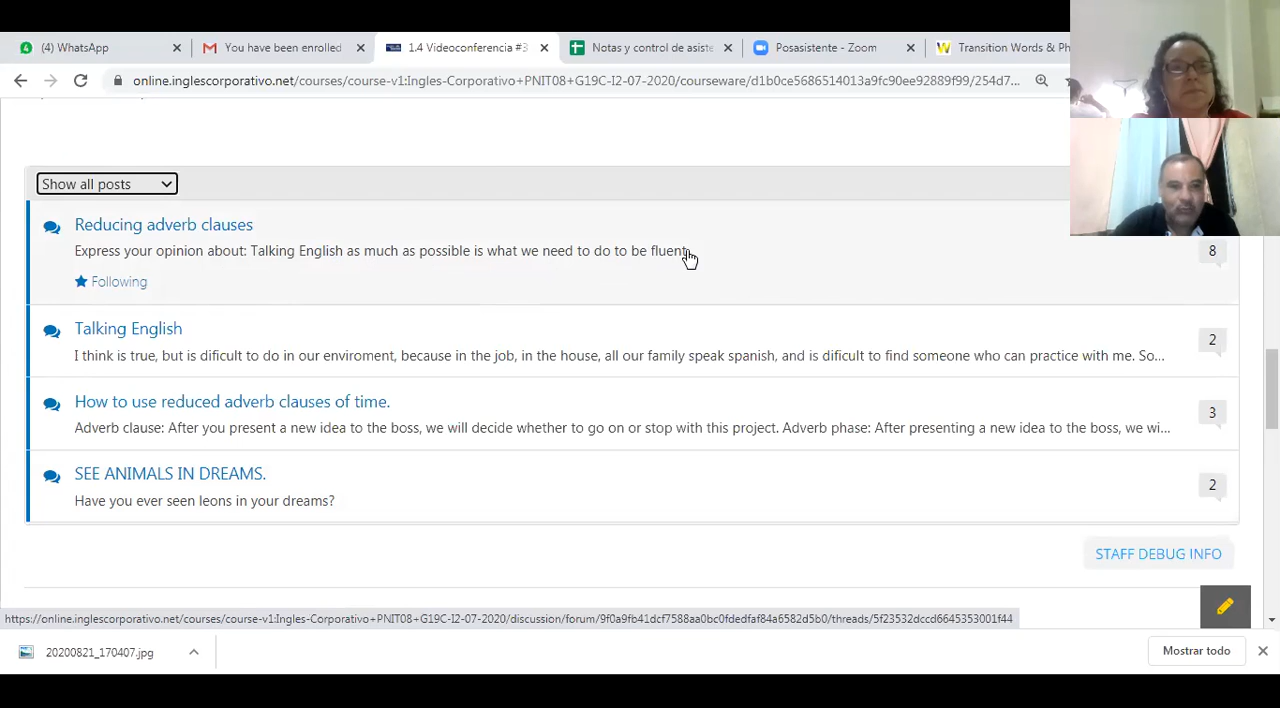 4
(4) WhatsApp
You have been enrolled
1.4 Videoconferencia #3
Notas y control de asiste
Posasistente - Zoom
Transition Words & Ph
online.inglescorporativo.net/courses/course-v1:Ingles-Corporativo+PNIT08+G19C-I2-07-2020/courseware/d1b0ce5686514013a9fc90ee92889f99/254d7...
Show all posts
Reducing adverb clauses
Express your opinion about: Talking English as much as possible is what we need to do to be fluent.
8
Following
Talking English
I think is true, but is dificult to do in our enviroment, because in the job, in the house, all our family speak spanish, and is dificult to find someone who can practice with me. So...
2
How to use reduced adverb clauses of time.
Adverb clause: After you present a new idea to the boss, we will decide whether to go on or stop with this project. Adverb phase: After presenting a new idea to the boss, we wi...
3
SEE ANIMALS IN DREAMS.
Have you ever seen leons in your dreams?
2
STAFF DEBUG INFO
https://online.inglescorporativo.net/courses/course-v1:Ingles-Corporativo+PNIT08+G19C-I2-07-2020/discussion/forum/9f0a9fb41dcf7588aa0bc0fdedfaf84a6582d5b0/threads/5f23532dccd6645353001f44
20200821_170407.jpg
Mostrar todo